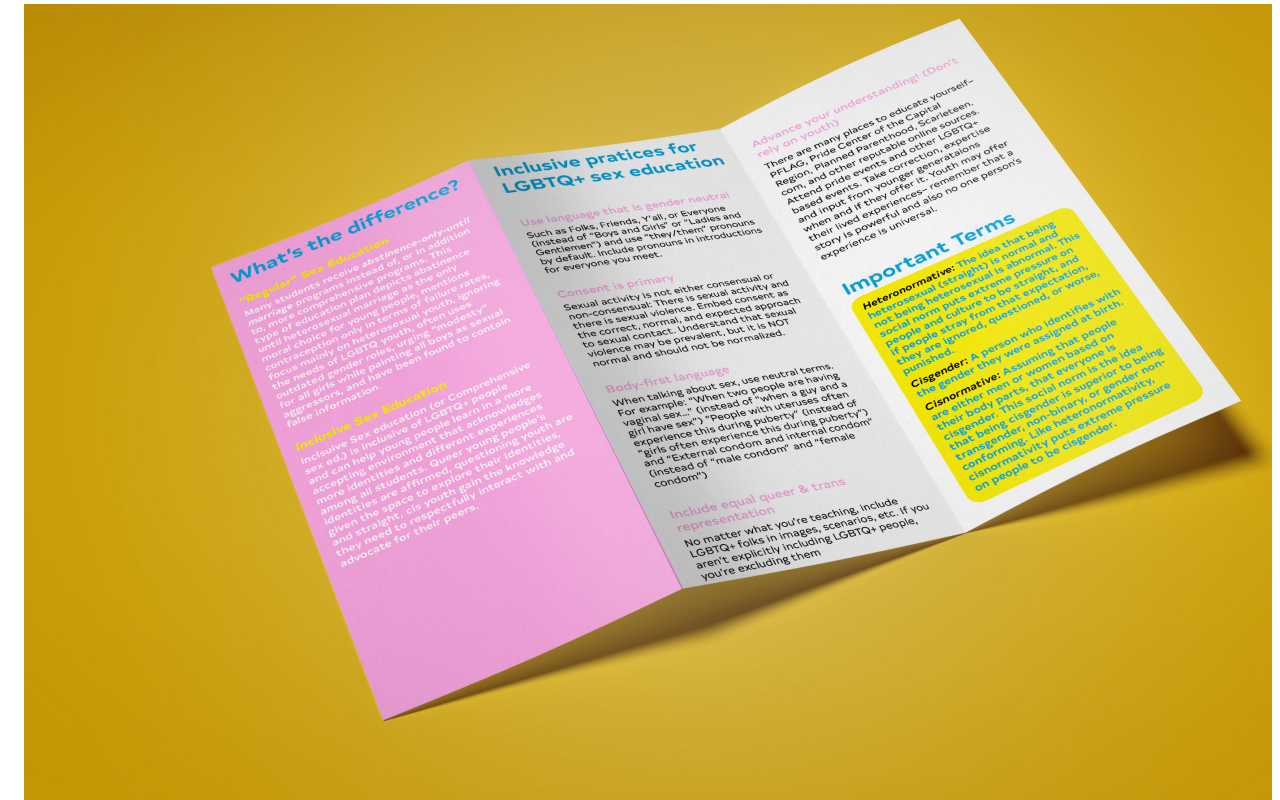 What's the difference?
"Regular" Sex Education
Many students receive abstinence-only-until
marriage programs instead of, or in addition
to, more comprehensive programs. This
type of education plan depicts abstinence
until heterosexual marriage as the only
moral choice for young people, mentions
contraception only in terms of failure rates,
focus mainly on heterosexual youth, ignoring
the needs of LGBTQ youth, often uses
outdated gender roles, urging "modesty"
for all girls while painting all boys as sexual
aggressors, and have been found to contain
false information.
Inclusive Sex Education
Inclusive Sex education (or Comprehensive
sex ed.) is inclusive of LGBTQ+ people
and can help young people learn in a more
accepting environment that acknowledges
more identities and different experiences
among all students. Queer young people's
identities are affirmed, questioning youth are
given the space to explore their identities,
and straight, cis youth gain the knowledge
they need to respectfully interact with and
advocate for their peers.
Inclusive pratices for
LGBTQ+ sex education
Use language that is gender neutral
Such as Folks, Friends, Y'all, or Everyone
(Instead of "Boys and Girls" or "Ladies and
Gentlemen") and use "they/them" pronouns
by default. Include pronouns in introductions
for everyone you meet.
Consent is primary
Sexual activity is not either consensual or
non-consensual: There is sexual activity and
there is sexual violence. Embed consent as
the correct, normal, and expected approach
to sexual contact. Understand that sexual
violence may be prevalent, but it is NOT
normal and should not be normalized.
Body-first language
When talking about sex, use neutral terms.
For example: "When two people are having
vaginal sex..." (instead of "when a guy and a
girl have sex") "People with uteruses often
experience this during puberty" (instead of
"girls often experience this during puberty")
and "External condom and internal condom"
(instead of "male condom" and "female
condom")
Include equal queer & trans
representation
No matter what you're teaching, include
LGBTQ+ folks in images, scenarios, etc. If you
aren't explicitly including LGBTQ+ people,
you're excluding them
Advance your understanding! (Don't
rely on youth)
There are many places to educate yourself–
PFLAG, Pride Center of the Capital
Region, Planned Parenthood, Scarleteen.
com, and other reputable online sources.
Attend pride events and other LGBTQ+
based events. Take correction, expertise
and input from younger generataions
when and if they offer it. Youth may offer
their lived experiences– remember that a
story is powerful and also no one person's
experience is universal.
Important Terms
Heteronormative: The idea that being
heterosexual (straight) is normal and
not being heterosexual is abnormal. This
social norm puts extreme pressure on
people and culture to be straight, and
if people stray from that expectation,
they are ignored, questioned, or worse,
punished.
Cisgender: A person who identifies with
the gender they were assigned at birth.
Cisnormative: Assuming that people
are either men or women based on
their body parts, that everyone is
cisgender. This social norm is the idea
that being cisgender is superior to being
transgender, non-binary, or gender non-
conforming. Like heteronormativity,
cisnormativity puts extreme pressure
on people to be cisgender.